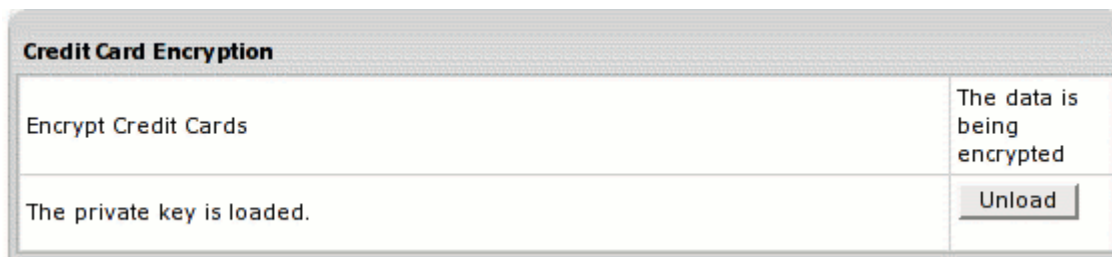 Credit Card Encryption
Encrypt Credit Cards
The data is
being
encrypted
The private key is loaded.
Unload